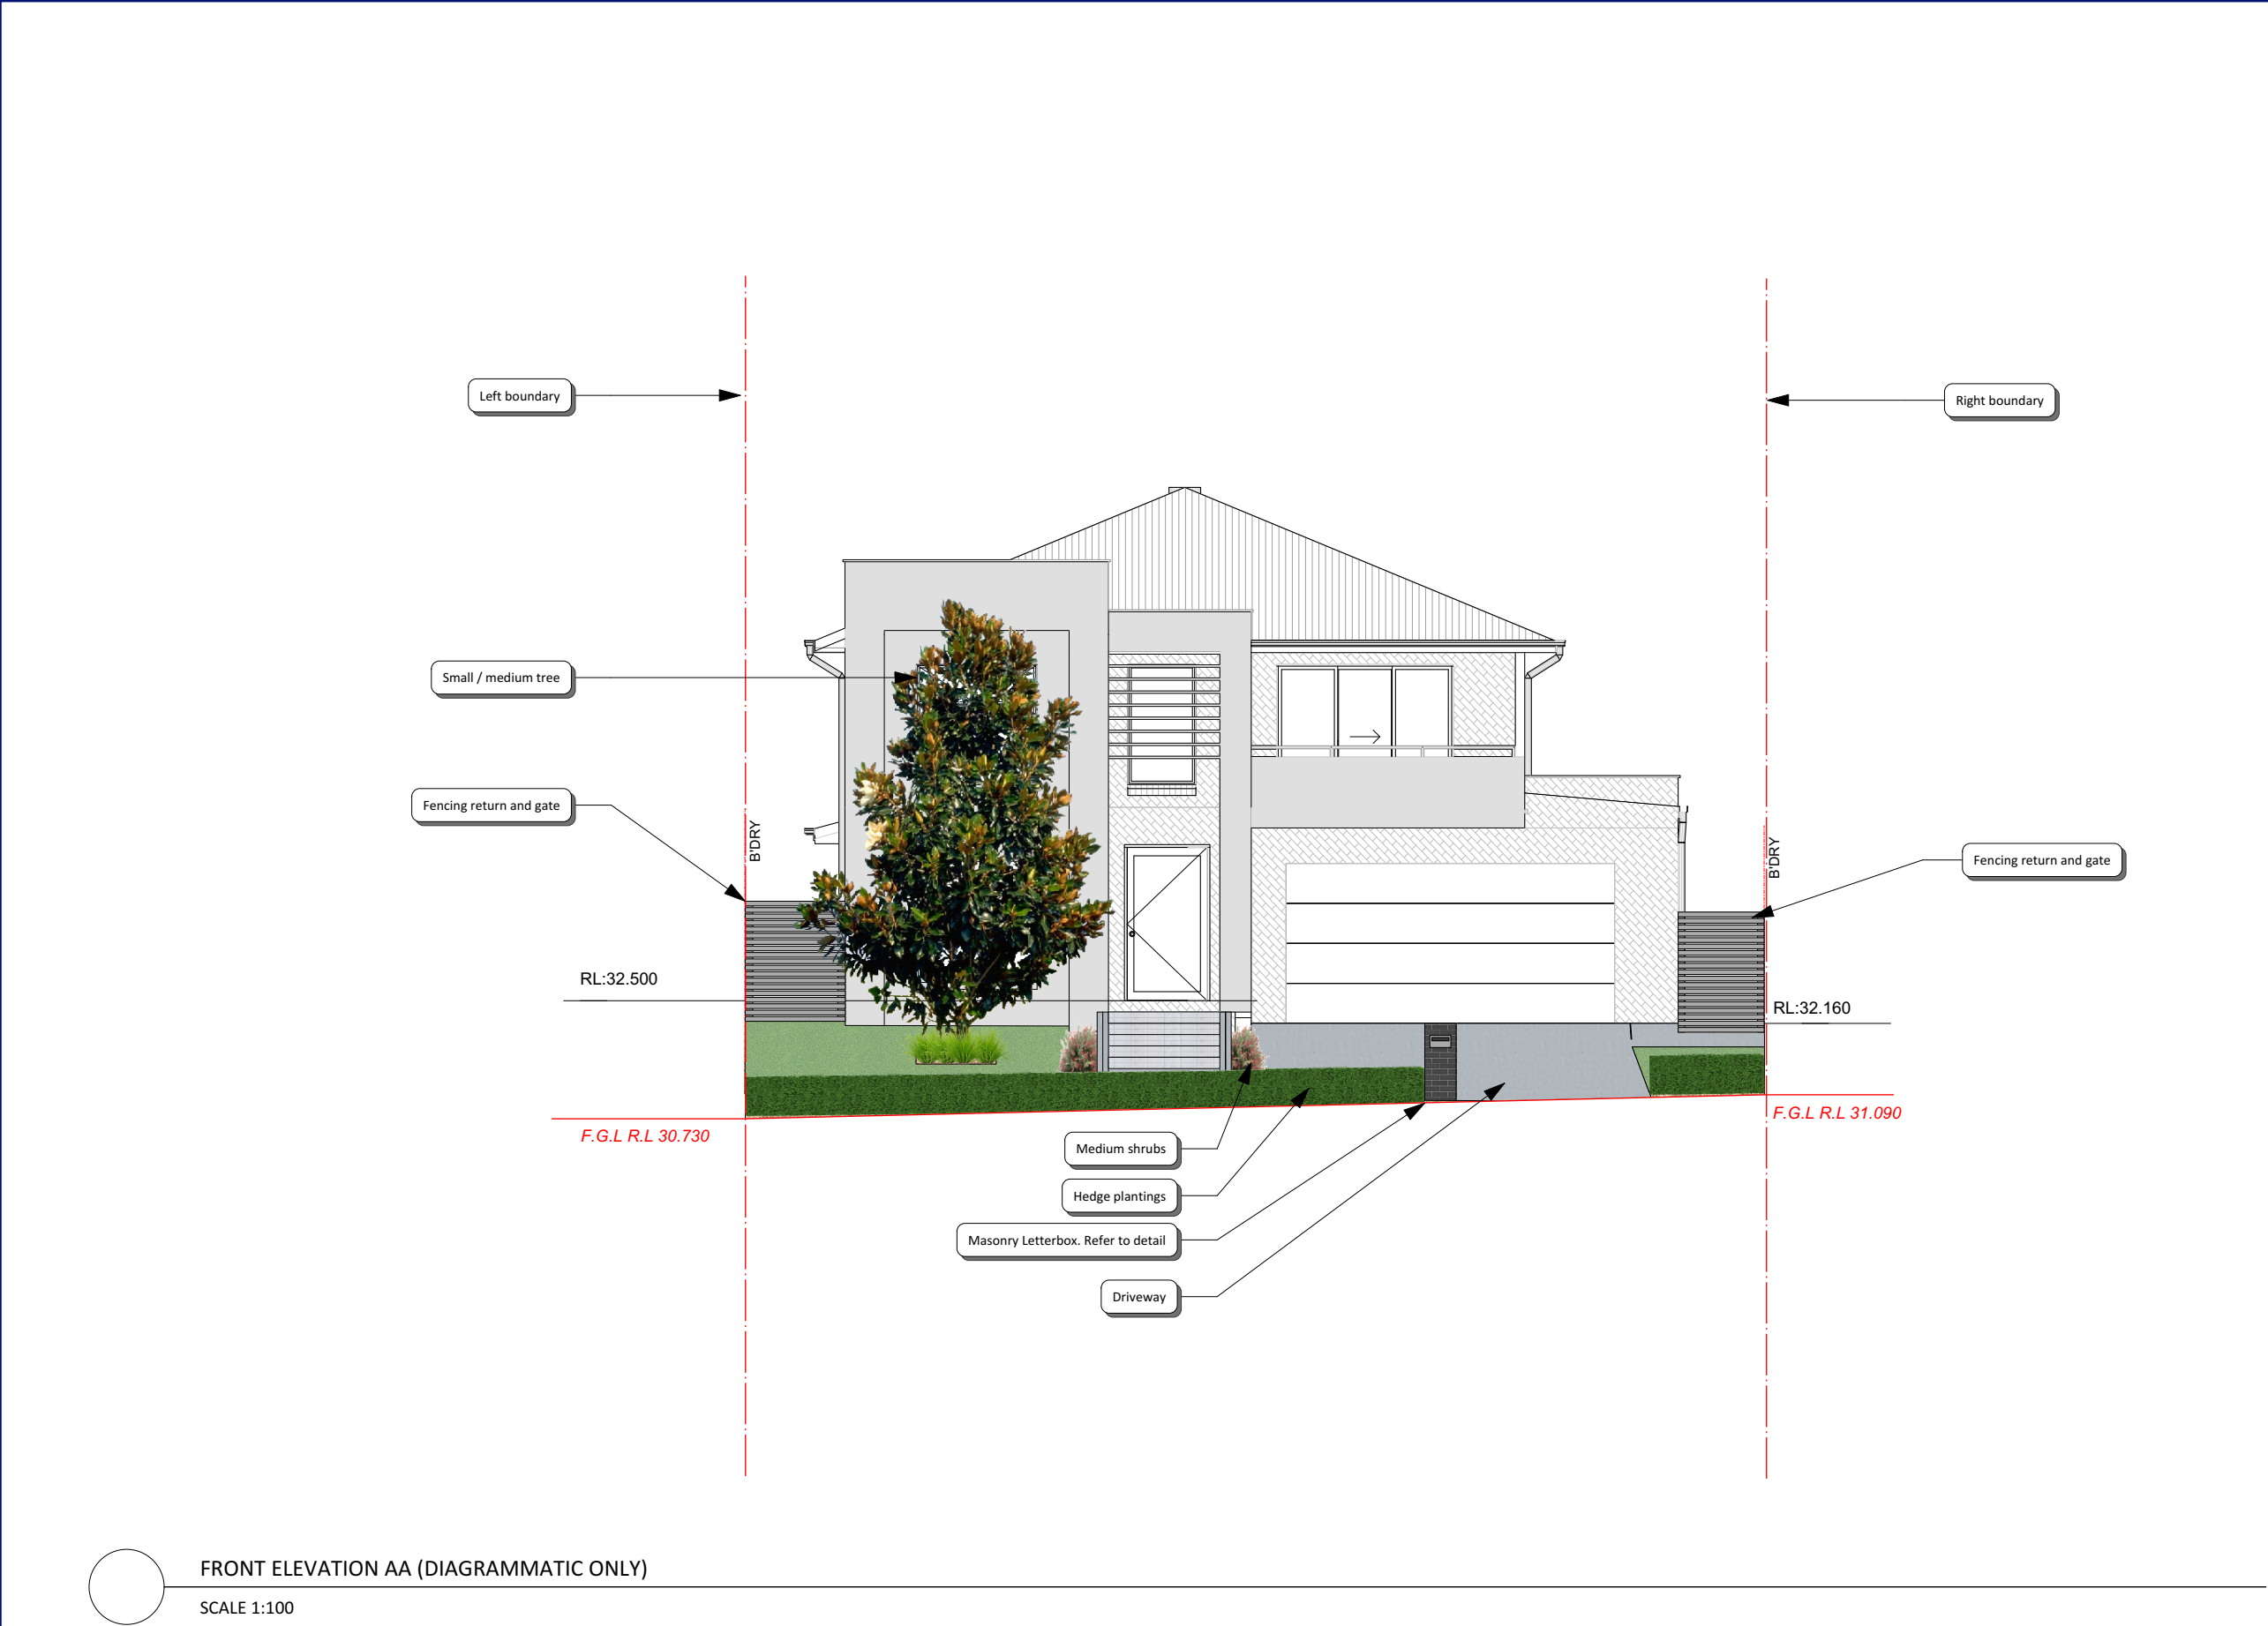 Left boundary
Right boundary
Small / medium tree
Fencing return and gate
B'DRY
B'DRY
Fencing return and gate
RL:32.500
RL:32.160
F.G.L R.L 30.730
F.G.L R.L 31.090
Medium shrubs
Hedge plantings
Masonry Letterbox. Refer to detail
Driveway
FRONT ELEVATION AA (DIAGRAMMATIC ONLY)
SCALE 1:100